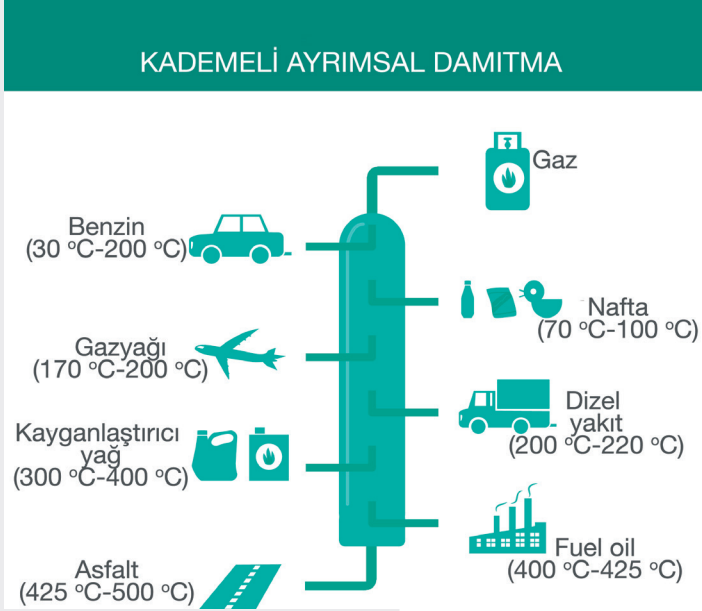 KADEMELİ AYRIMSAL DAMITMA
Gaz
Benzin
(30 °C-200 °C)
Nafta
(70 °C-100 °C)
Gazyağı
(170 °C-200 °C)
Dizel
yakıt
(200 °C-220 °C)
Kayganlaştırıcı
yağ
(300 °C-400 °C)
Fuel oil
(400 °C-425 °C)
Asfalt
(425 °C-500 °C)